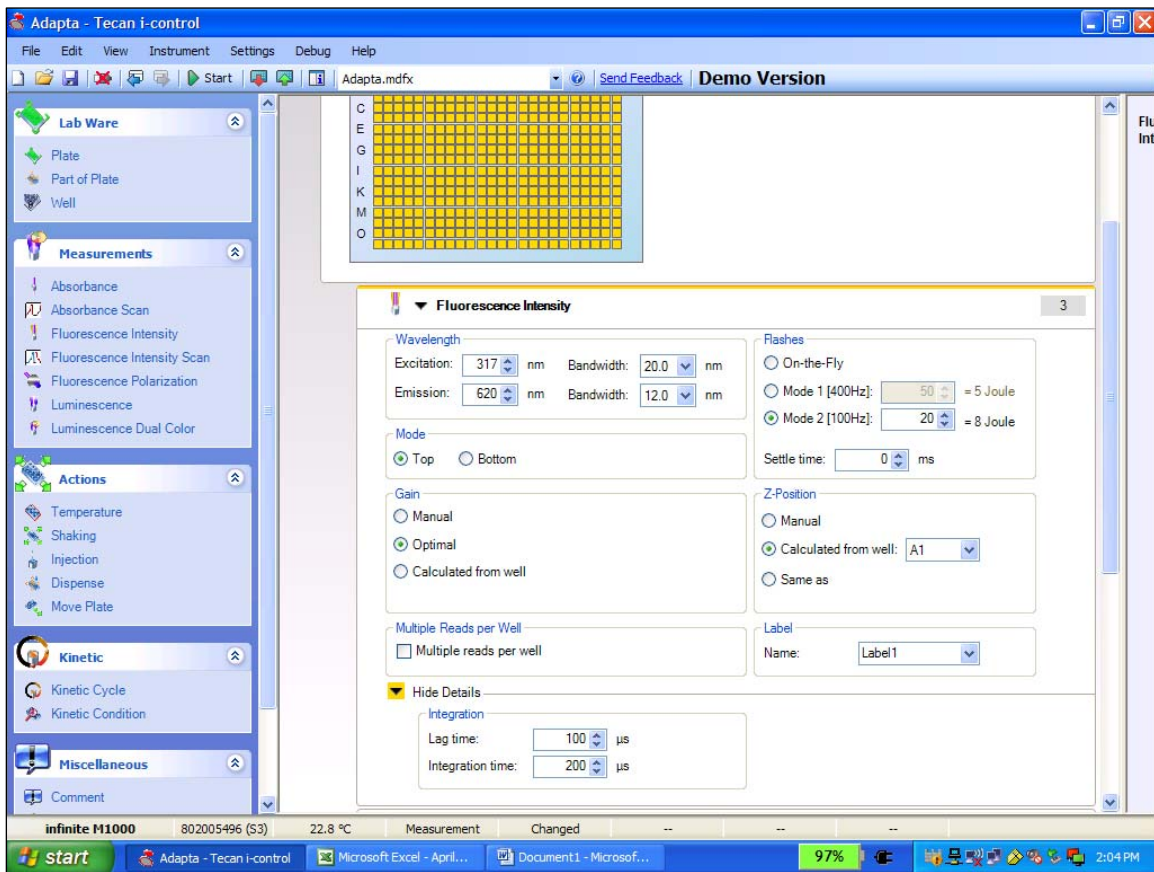 Adapta - Tecan i-control
File Edit View Instrument Settings Debug Help
Start Adapta.mdfx Send Feedback Demo Version
Lab Ware
Plate
Part of Plate
Well
Measurements
Absorbance
Absorbance Scan
Fluorescence Intensity
Fluorescence Intensity Scan
Fluorescence Polarization
Luminescence
Luminescence Dual Color
Actions
Temperature
Shaking
Injection
Dispense
Move Plate
Kinetic
Kinetic Cycle
Kinetic Condition
Miscellaneous
Comment
C
E
G
I
K
M
O
Flu
Int
Fluorescence Intensity 3
Wavelength
Excitation: 317 nm Bandwidth: 20.0 nm
Emission: 620 nm Bandwidth: 12.0 nm
Mode
Top Bottom
Gain
Manual
Optimal
Calculated from well
Multiple Reads per Well
Multiple reads per well
Flashes
On-the-Fly
Mode 1 [400Hz]: 50 = 5 Joule
Mode 2 [100Hz]: 20 = 8 Joule
Settle time: 0 ms
Z-Position
Manual
Calculated from well: A1
Same as
Label
Name: Label1
Hide Details
Integration
Lag time: 100 µs
Integration time: 200 µs
infinite M1000 802005496 (S3) 22.8 °C Measurement Changed -- -- --
start Adapta - Tecan i-control Microsoft Excel - April... Document1 - Microsof... 97% 2:04 PM